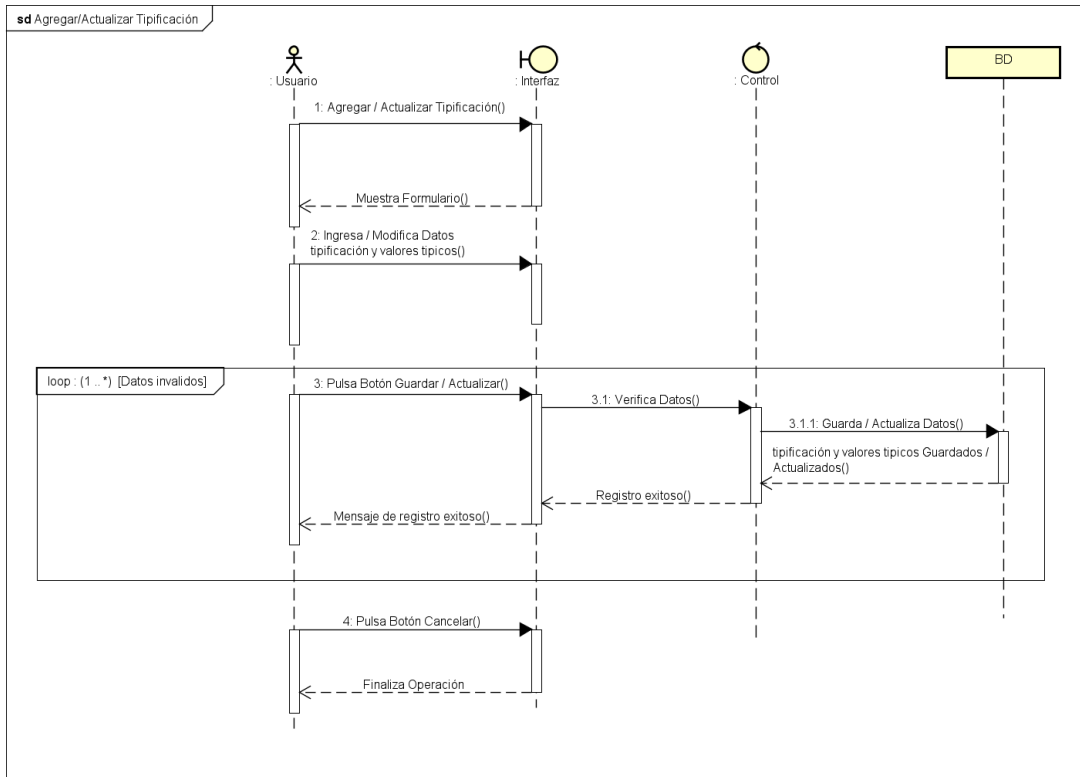 sd Agregar/Actualizar Tipificación
: Usuario
: Interfaz
: Control
BD
1: Agregar / Actualizar Tipificación()
Muestra Formulario()
2: Ingresa / Modifica Datos
tipificación y valores tipicos()
loop : (1 .. *) [Datos invalidos]
3: Pulsa Botón Guardar / Actualizar()
3.1: Verifica Datos()
3.1.1: Guarda / Actualiza Datos()
tipificación y valores tipicos Guardados /
Actualizados()
Registro exitoso()
Mensaje de registro exitoso()
4: Pulsa Botón Cancelar()
Finaliza Operación